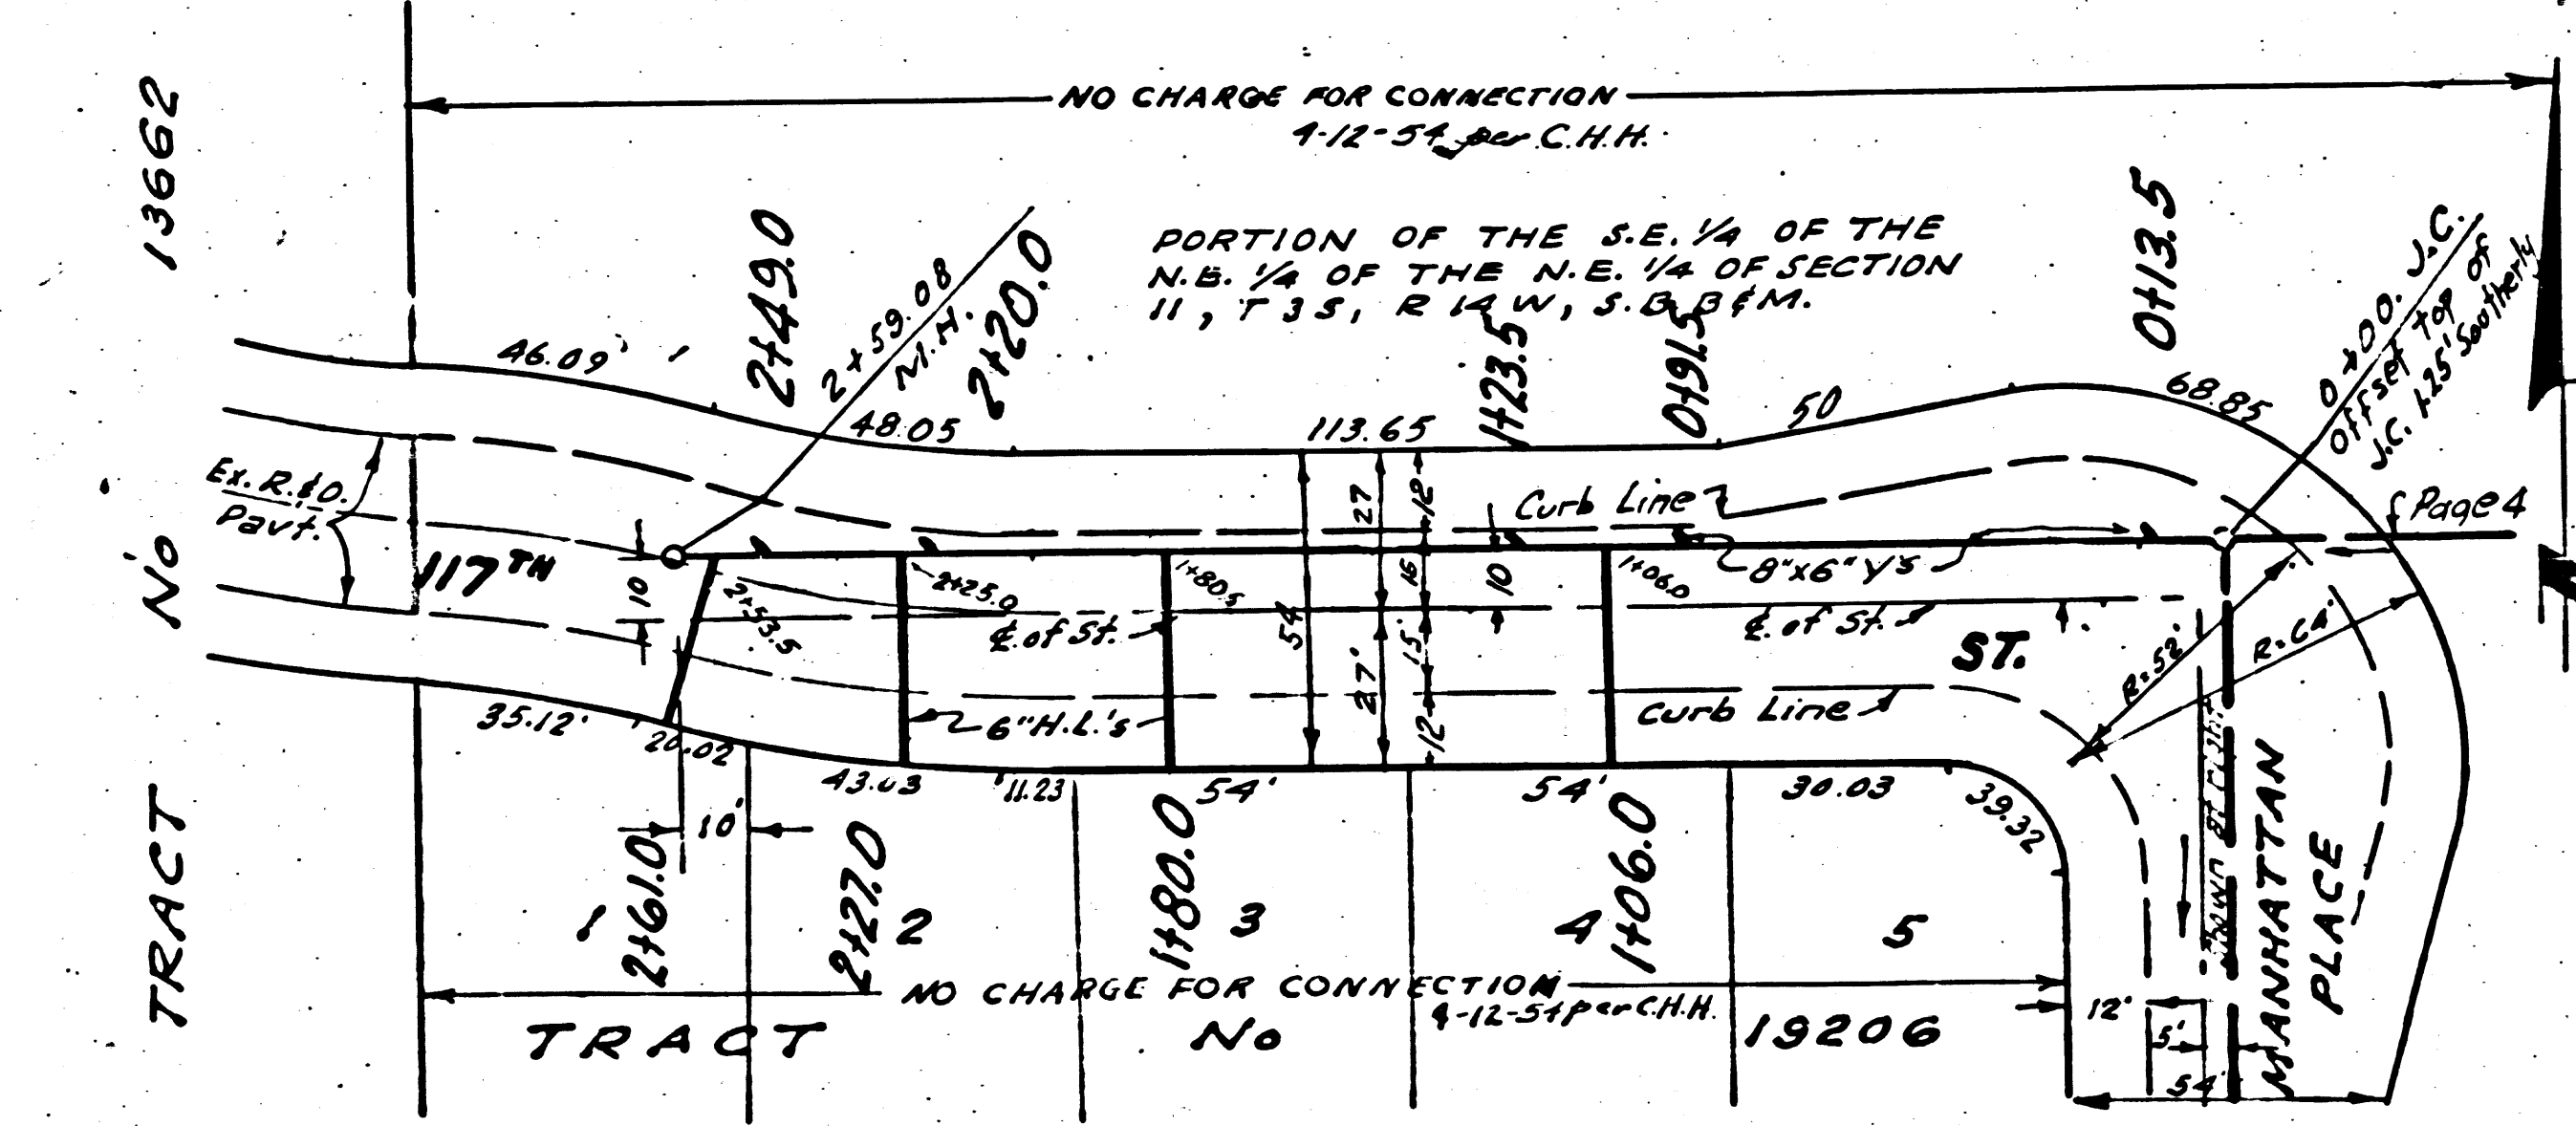 NO CHARGE FOR CONNECTION
4-12-54 per C.H.H.
PORTION OF THE S.E. 1/4 OF THE
N.E. 1/4 OF THE N.E. 1/4 OF SECTION
11, T 3 S, R 14 W, S.B.B & M.
TRACT No 13662
2+49.0
2+59.08
M.H.
2+20.0
1+23.5
0+91.5
0+13.5
0+00. J.C.
Offset top of
J.C. 1.25' Southerly
46.09'
48.05
113.65
50
68.85
Ex. R.&O.
Pavt.
117TH
ST.
Curb Line
Page 4
8"x6" Y's
10
2+53.5
2+25.0
1+80.5
1+06.0
℄ of St.
℄ of St.
54
27
27'
12
15
15'
12
10
6" H.L.'s
Curb Line
R=52'
R=64'
35.12'
20.02
43.03
11.23
54'
54'
30.03
39.32
10'
2+61.0
2+27.0
1+80.0
1+06.0
1
2
3
4
5
NO CHARGE FOR CONNECTION
4-12-54 per C.H.H.
TRACT No 19206
MANHATTAN
PLACE
12'
5'
54'